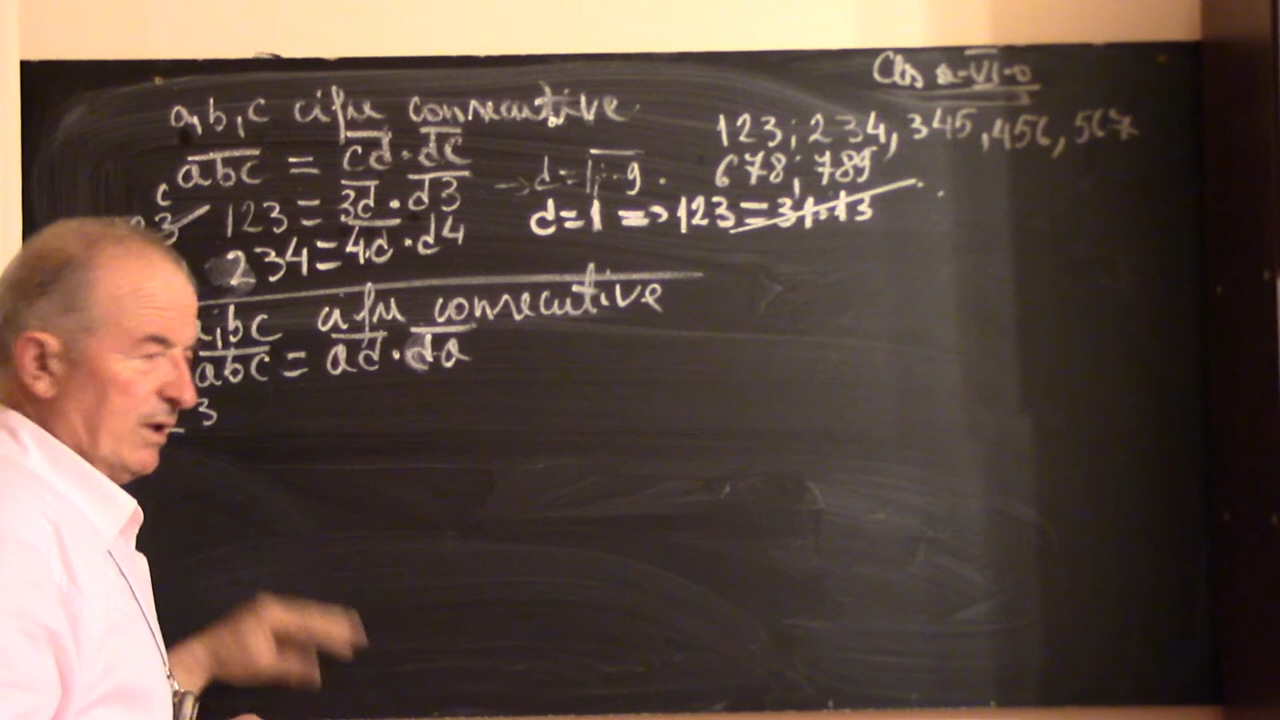 Cls a-VI-a
a,b,c cifre consecutive.
abc = cd·dc
c
23 123 = 3d·d3
234 = 4d·d4
→ d=1,-9.
d=1 => 123 = 31·13
123; 234, 345, 456, 567
678; 789
a,b,c cifre consecutive
abc = ad·da
3